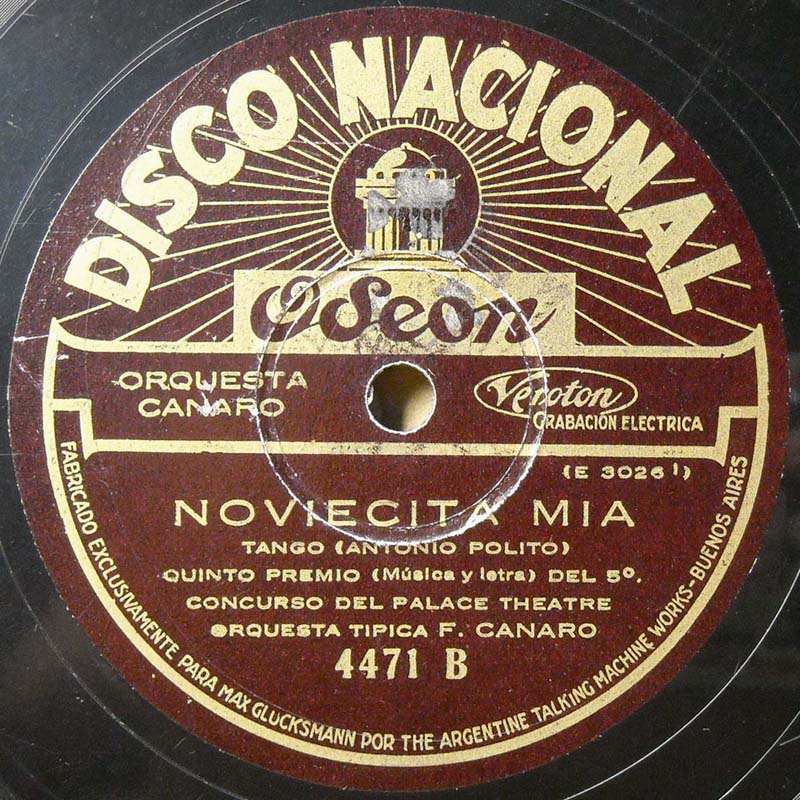 DISCO NACIONAL
Odeon
ORQUESTA
CANARO
Veroton
GRABACIÓN ELECTRICA
(E 3026 I)
NOVIECITA MIA
TANGO (ANTONIO POLITO)
QUINTO PREMIO (Música y letra) DEL 5º.
CONCURSO DEL PALACE THEATRE
ORQUESTA TIPICA F. CANARO
4471 B
FABRICADO EXCLUSIVAMENTE PARA MAX GLUCKSMANN POR THE ARGENTINE TALKING MACHINE WORKS-BUENOS AIRES